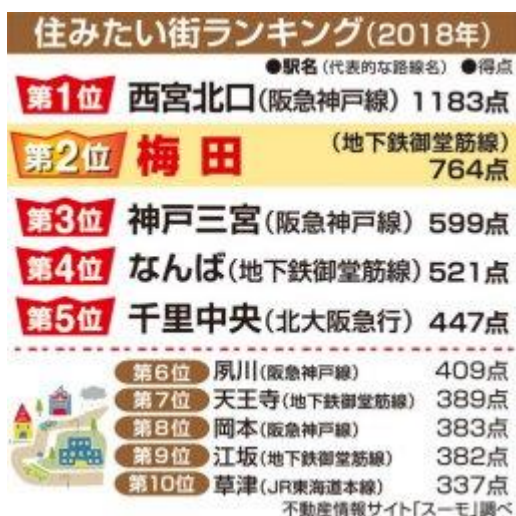 住みたい街ランキング(2018年)
●駅名(代表的な路線名) ●得点
第1位 西宮北口(阪急神戸線) 1183点
第2位 梅田 (地下鉄御堂筋線)
764点
第3位 神戸三宮(阪急神戸線) 599点
第4位 なんば(地下鉄御堂筋線) 521点
第5位 千里中央(北大阪急行) 447点
第6位 夙川(阪急神戸線) 409点
第7位 天王寺(地下鉄御堂筋線) 389点
第8位 岡本(阪急神戸線) 383点
第9位 江坂(地下鉄御堂筋線) 382点
第10位 草津(JR東海道本線) 337点
不動産情報サイト「スーモ」調べ